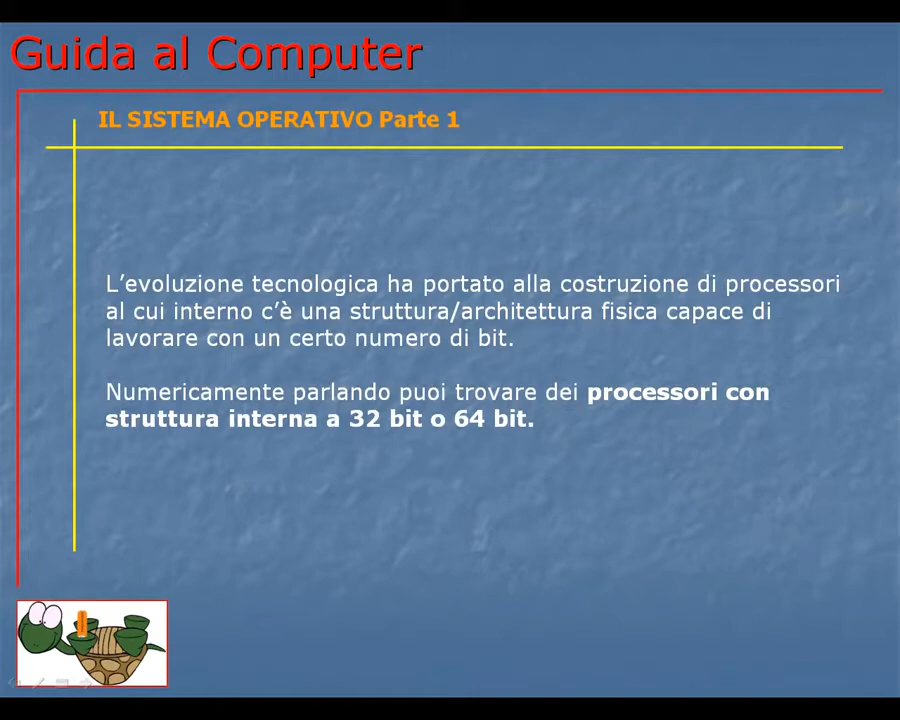 Guida al Computer
IL SISTEMA OPERATIVO Parte 1
L’evoluzione tecnologica ha portato alla costruzione di processori
al cui interno c’è una struttura/architettura fisica capace di
lavorare con un certo numero di bit.
Numericamente parlando puoi trovare dei processori con
struttura interna a 32 bit o 64 bit.